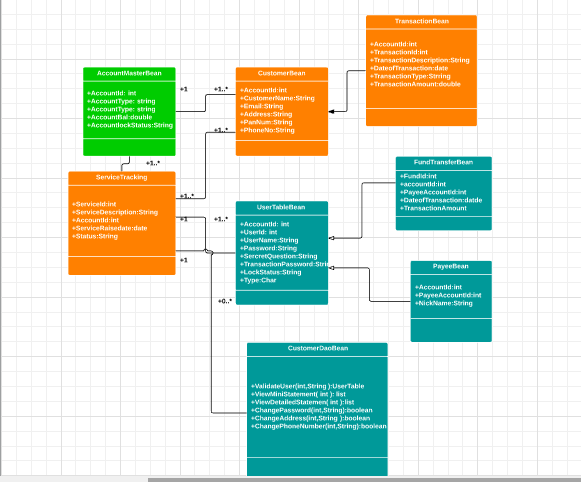 TransactionBean
+AccountId:int
+TransactionId:int
+TransactionDescription:String
+DateofTransaction:date
+TransactionType:String
+TransactionAmount:double
AccountMasterBean
+AccountId: int
+AccountType: string
+AccountType: string
+AccountBal:double
+AccountlockStatus:String
+1
+1..*
CustomerBean
+AccountId:int
+CustomerName:String
+Email:String
+Address:String
+PanNum:String
+PhoneNo:String
+1..*
+1..*
ServiceTracking
+ServiceId:int
+ServiceDescription:String
+AccountId:int
+ServiceRaisedate:date
+Status:String
+1..*
+1
+1..*
+1
+0..*
FundTransferBean
+FundId:int
+accountId:int
+PayeeAccountId:int
+DateofTransaction:datde
+TransactionAmount
UserTableBean
+AccountId: int
+UserId: int
+UserName:String
+Password:String
+SercretQuestion:String
+TransactionPassword:String
+LockStatus:String
+Type:Char
PayeeBean
+AccountId:int
+PayeeAccountId:int
+NickName:String
CustomerDaoBean
+ValidateUser(int,String ):UserTable
+ViewMiniStatement( int ): list
+ViewDetailedStatemen( int ):list
+ChangePassword(int,String):boolean
+ChangeAddress(int,String ):boolean
+ChangePhoneNumber(int,String):boolean